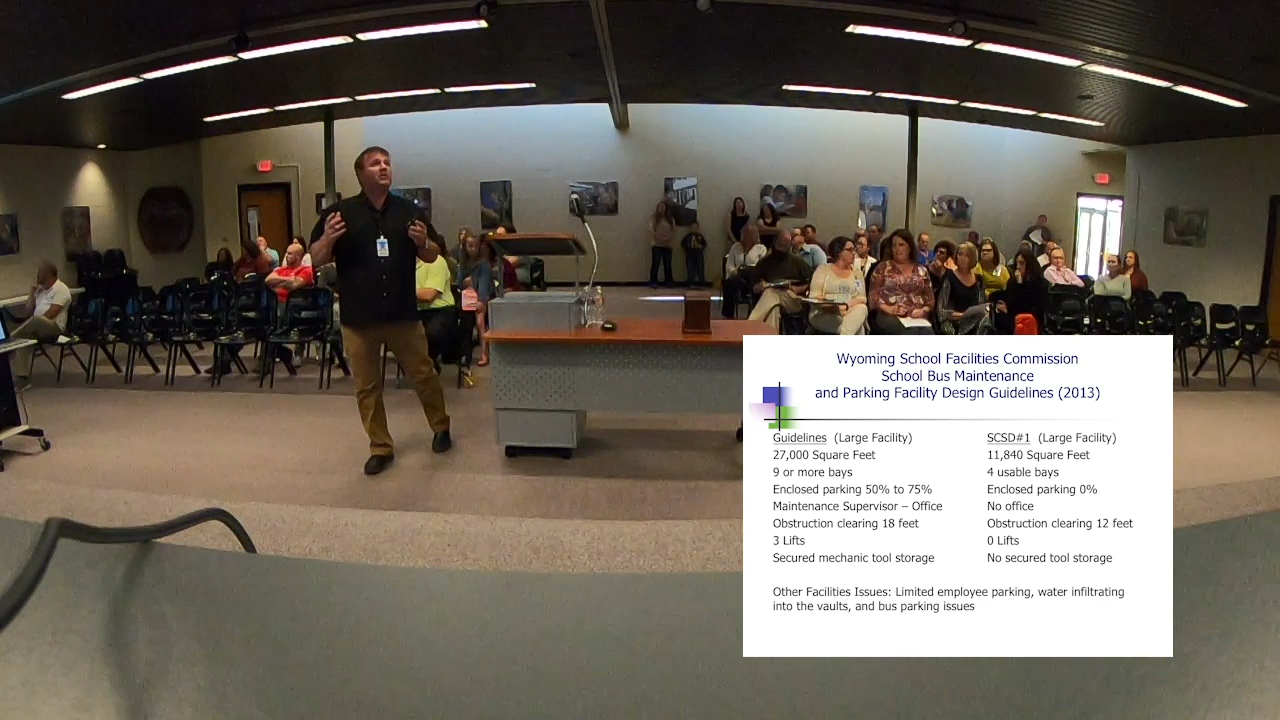 Wyoming School Facilities Commission
School Bus Maintenance
and Parking Facility Design Guidelines (2013)
Guidelines (Large Facility)
27,000 Square Feet
9 or more bays
Enclosed parking 50% to 75%
Maintenance Supervisor – Office
Obstruction clearing 18 feet
3 Lifts
Secured mechanic tool storage
SCSD#1 (Large Facility)
11,840 Square Feet
4 usable bays
Enclosed parking 0%
No office
Obstruction clearing 12 feet
0 Lifts
No secured tool storage
Other Facilities Issues: Limited employee parking, water infiltrating
into the vaults, and bus parking issues
EXIT
EXIT